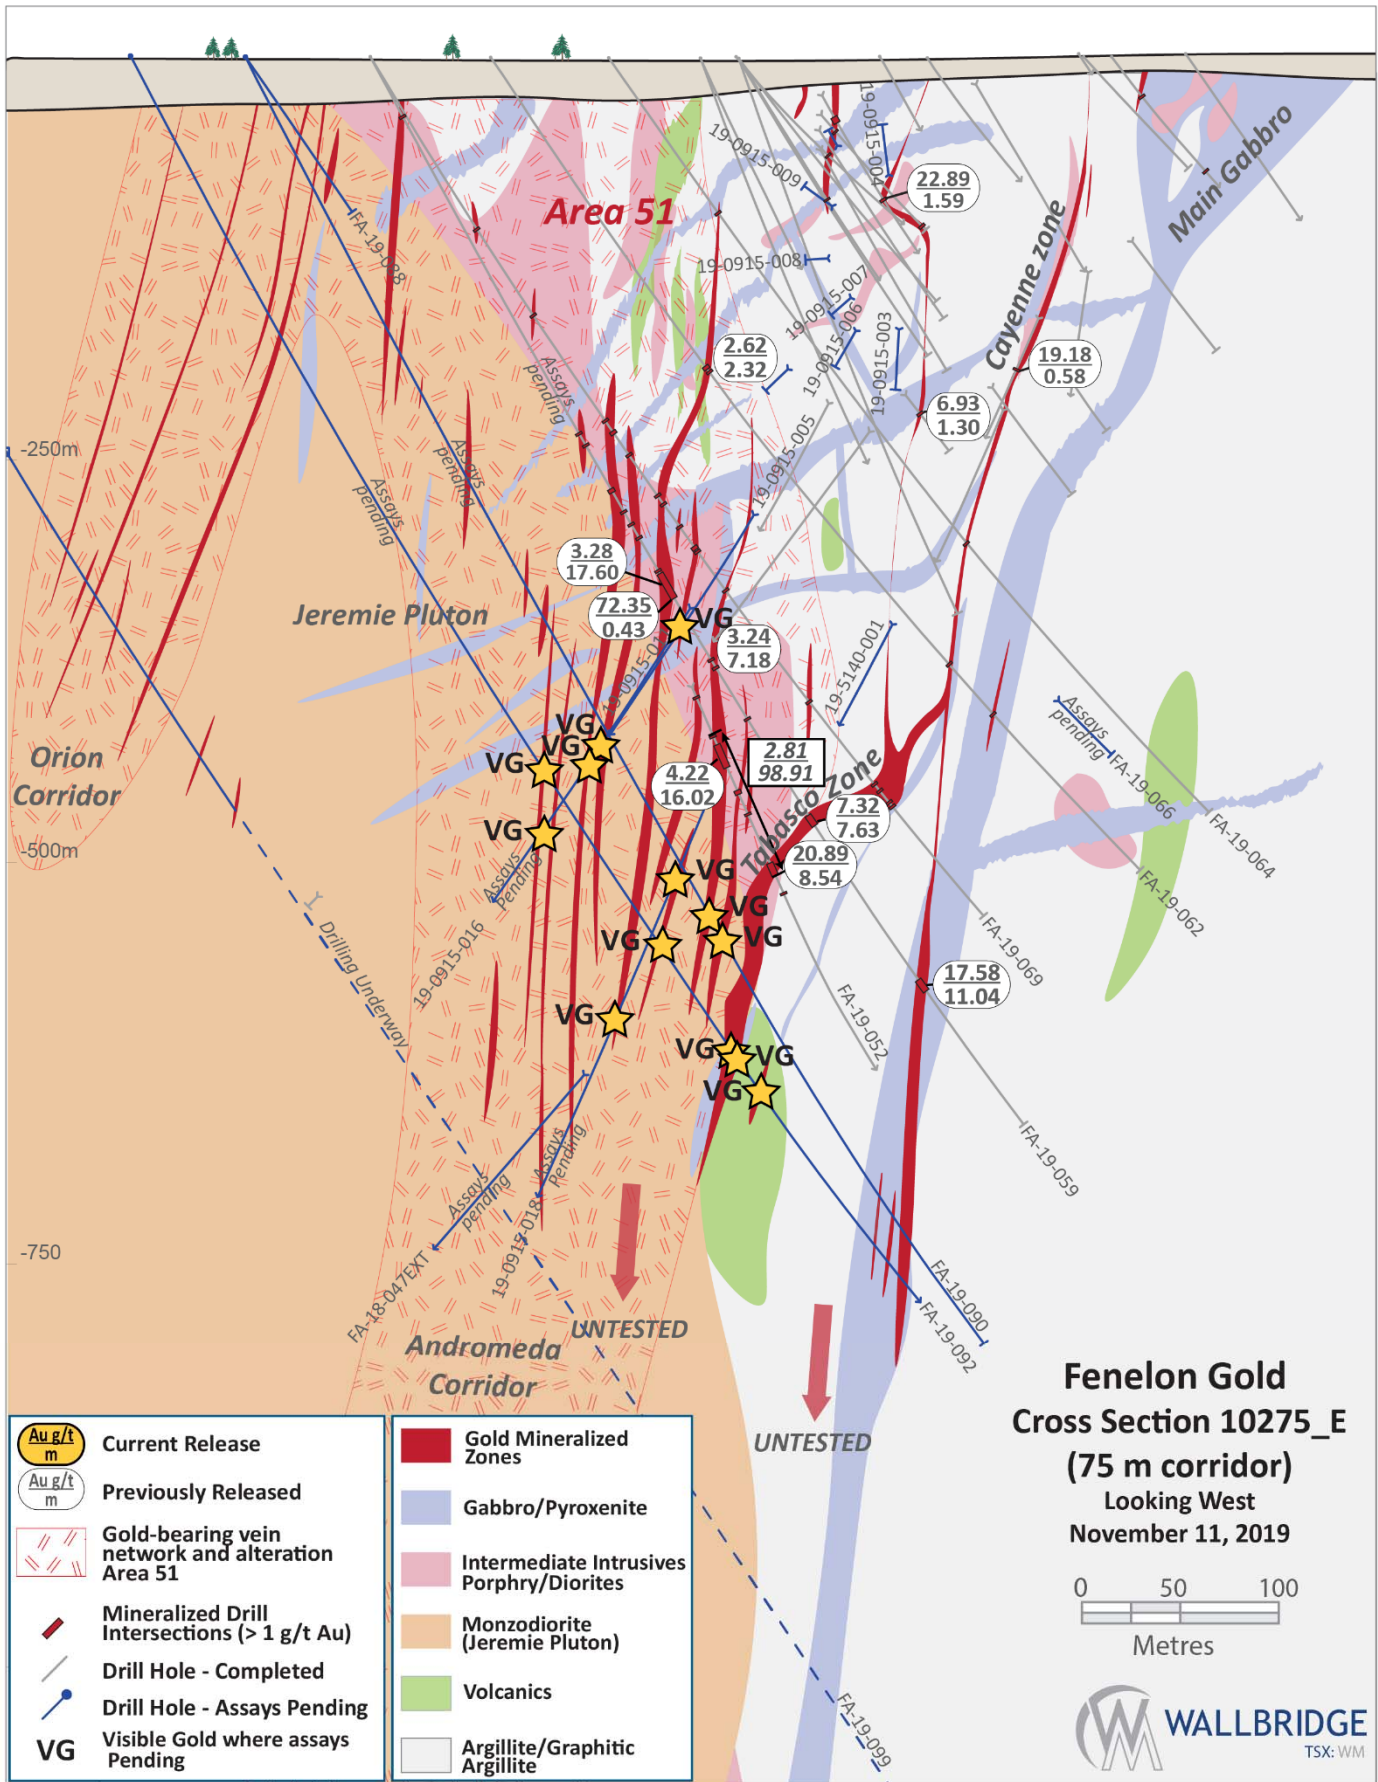 Area 51
19-0915-009
19-0915-004
22.89
1.59
Main Gabbro
Cayenne zone
FA-19-088
19-0915-008
19-0915-007
19-0915-006
19-0915-003
2.62
2.32
19.18
0.58
6.93
1.30
Assays
pending
Assays
pending
Assays
pending
-250m
19-0915-005
3.28
17.60
72.35
0.43
VG
3.24
7.18
Jeremie Pluton
19-5140-001
VG
VG
VG
Orion
Corridor
2.81
98.91
4.22
16.02
Tabasco Zone
7.32
7.63
20.89
8.54
Assays
pending
FA-19-066
FA-19-064
FA-19-062
-500m
VG
Assays
Pending
19-0915-016
VG
VG
VG
VG
FA-19-069
17.58
11.04
Drilling Underway
VG
FA-19-052
VG
VG
VG
FA-19-059
Assays
Pending
Assays
pending
19-0915-018
FA-18-047EXT
-750
FA-19-090
FA-19-092
UNTESTED
Andromeda
Corridor
UNTESTED
FA-19-099
Fenelon Gold
Cross Section 10275_E
(75 m corridor)
Looking West
November 11, 2019
0 50 100
Metres
WALLBRIDGE
TSX: WM
Au g/t
m
Current Release
Au g/t
m
Previously Released
Gold-bearing vein
network and alteration
Area 51
Mineralized Drill
Intersections (> 1 g/t Au)
Drill Hole - Completed
Drill Hole - Assays Pending
VG
Visible Gold where assays
Pending
Gold Mineralized
Zones
Gabbro/Pyroxenite
Intermediate Intrusives
Porphry/Diorites
Monzodiorite
(Jeremie Pluton)
Volcanics
Argillite/Graphitic
Argillite